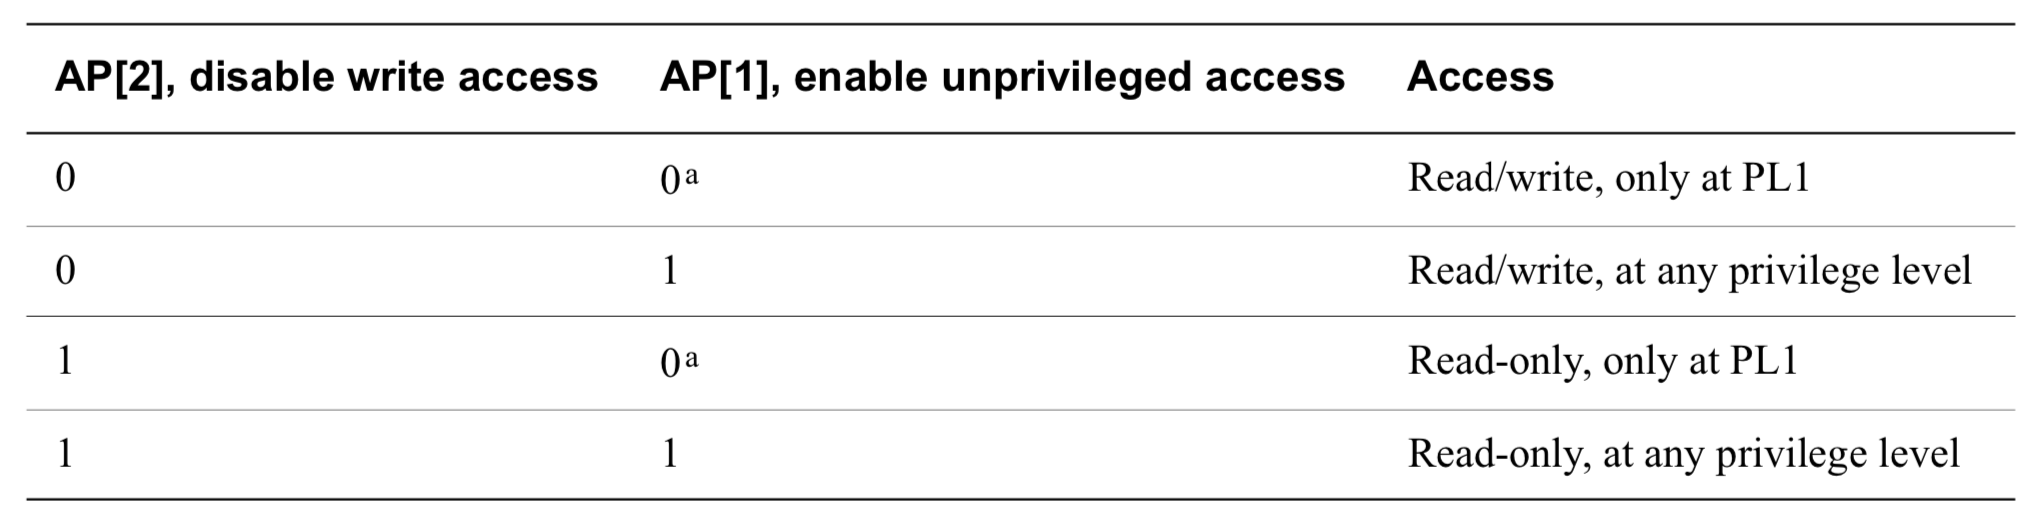 AP[2], disable write access AP[1], enable unprivileged access Access
0 0a Read/write, only at PL1
0 1 Read/write, at any privilege level
1 0a Read-only, only at PL1
1 1 Read-only, at any privilege level